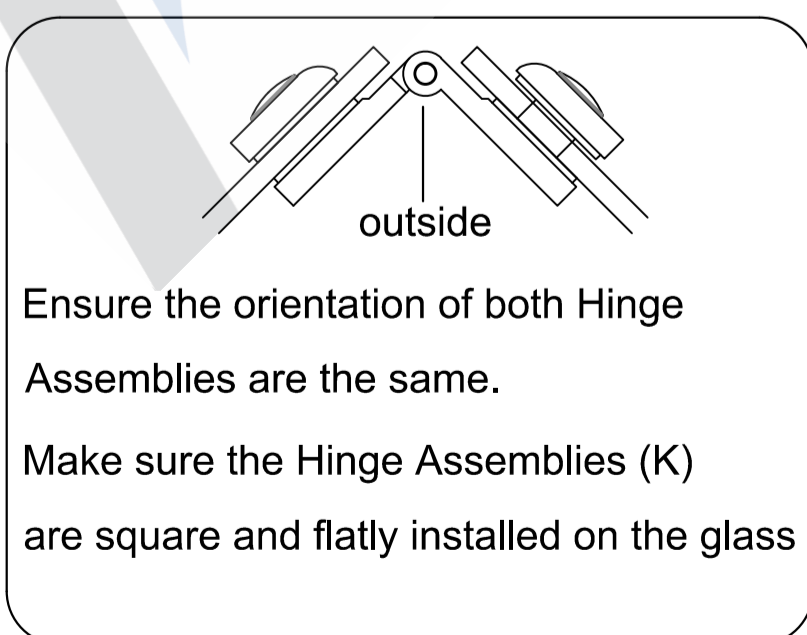 outside
Ensure the orientation of both Hinge
Assemblies are the same.
Make sure the Hinge Assemblies (K)
are square and flatly installed on the glass